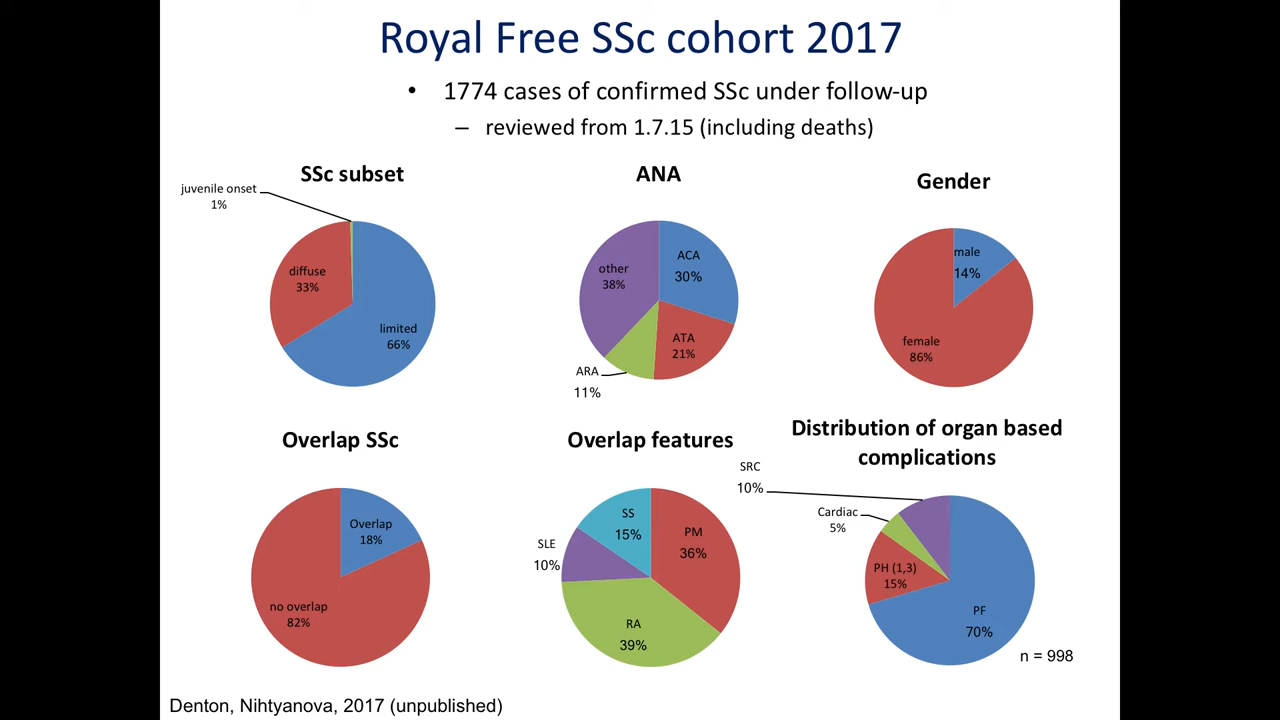 Royal Free SSc cohort 2017
• 1774 cases of confirmed SSc under follow-up
– reviewed from 1.7.15 (including deaths)
SSc subset
juvenile onset
1%
diffuse
33%
limited
66%
ANA
ACA
30%
other
38%
ATA
21%
ARA
11%
Gender
male
14%
female
86%
Overlap SSc
Overlap
18%
no overlap
82%
Overlap features
SS
15%
PM
36%
SLE
10%
RA
39%
Distribution of organ based
complications
SRC
10%
Cardiac
5%
PH (1,3)
15%
PF
70%
n = 998
Denton, Nihtyanova, 2017 (unpublished)